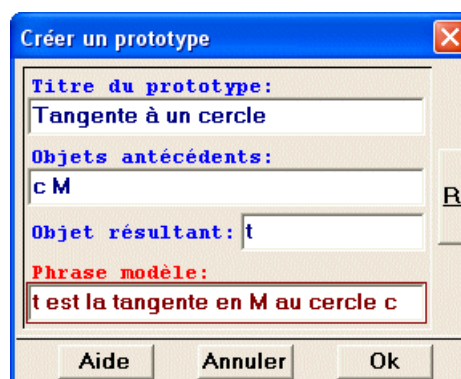 Créer un prototype
Titre du prototype:
Tangente à un cercle
Objets antécédents:
c M
Objet résultant: t
Phrase modèle:
t est la tangente en M au cercle c
R
Aide Annuler Ok